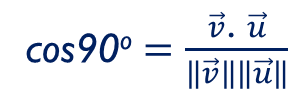 cos90º = v⃗. u⃗ / ‖v⃗‖‖u⃗‖